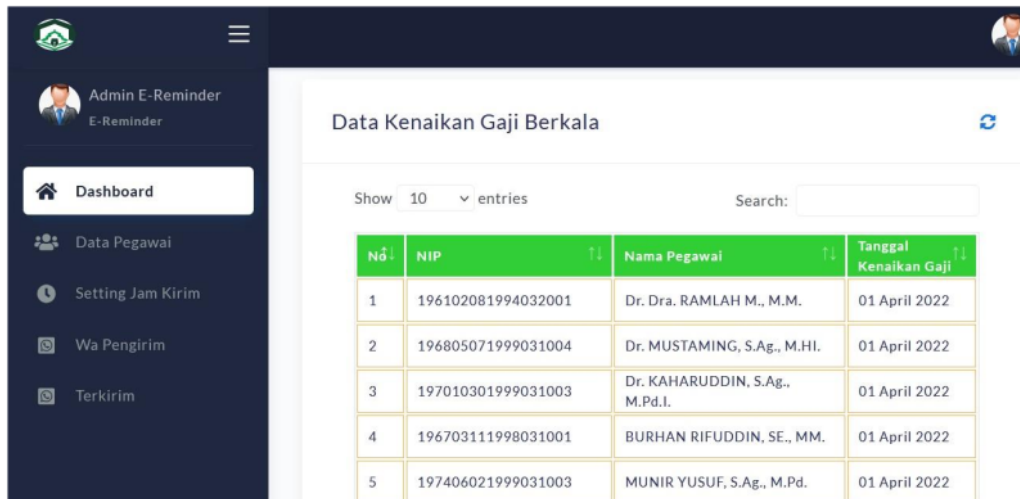 Admin E-Reminder
E-Reminder
Dashboard
Data Pegawai
Setting Jam Kirim
Wa Pengirim
Terkirim
Data Kenaikan Gaji Berkala
Show 10 entries Search:
No NIP Nama Pegawai Tanggal Kenaikan Gaji
1 196102081994032001 Dr. Dra. RAMLAH M., M.M. 01 April 2022
2 196805071999031004 Dr. MUSTAMING, S.Ag., M.HI. 01 April 2022
3 197010301999031003 Dr. KAHARUDDIN, S.Ag., M.Pd.I. 01 April 2022
4 196703111998031001 BURHAN RIFUDDIN, SE., MM. 01 April 2022
5 197406021999031003 MUNIR YUSUF, S.Ag., M.Pd. 01 April 2022